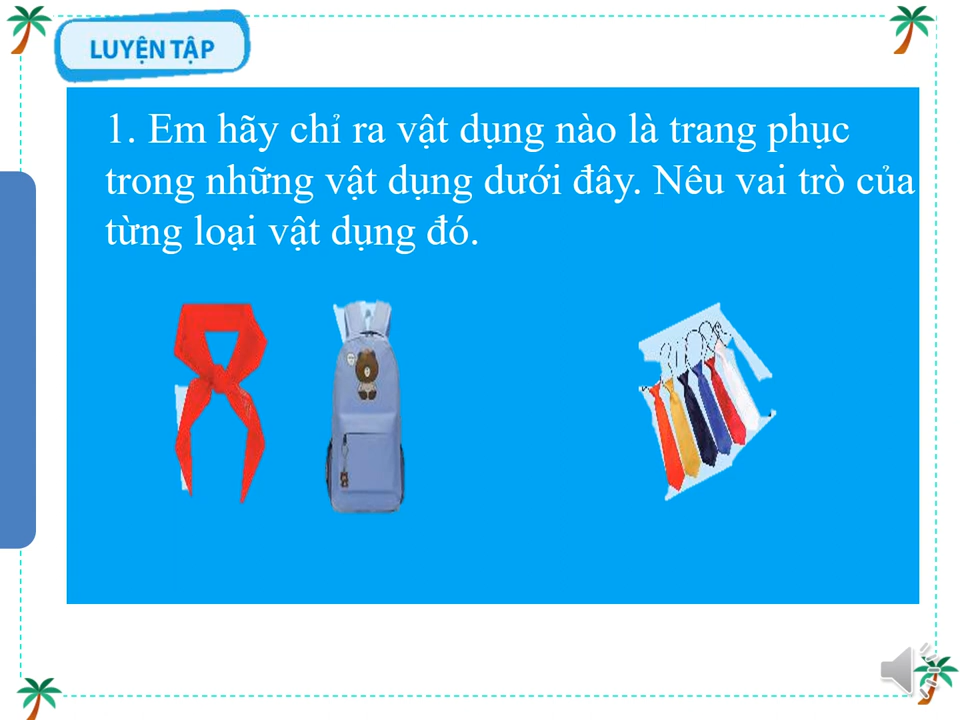 LUYỆN TẬP
1. Em hãy chỉ ra vật dụng nào là trang phục
trong những vật dụng dưới đây. Nêu vai trò của
từng loại vật dụng đó.